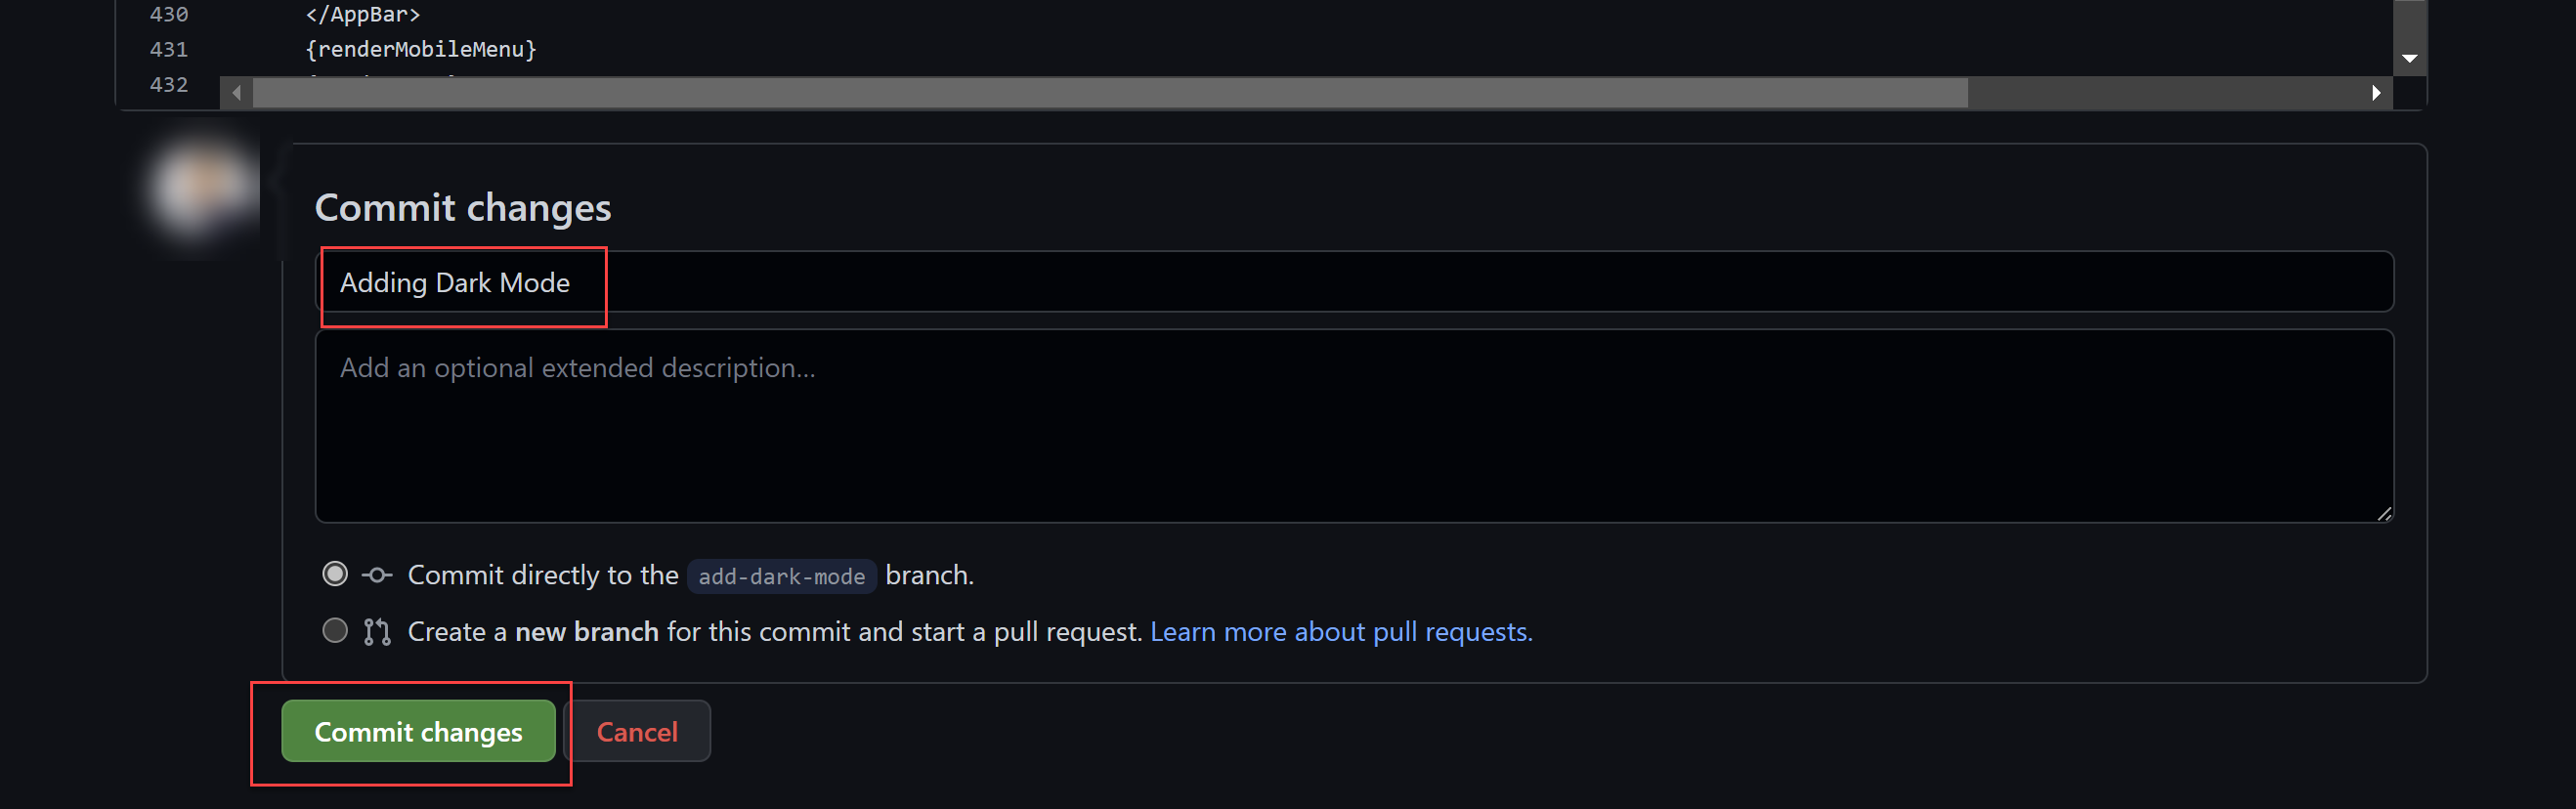 430 </AppBar>
431 {renderMobileMenu}
432
Commit changes
Adding Dark Mode
Add an optional extended description...
Commit directly to the add-dark-mode branch.
Create a new branch for this commit and start a pull request. Learn more about pull requests.
Commit changes Cancel